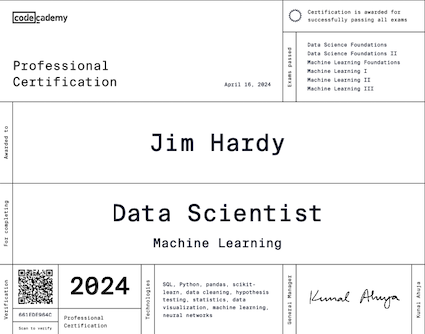 codecademy
Certification is awarded for
successfully passing all exams
Professional
Certification
April 16, 2024
Exams passed
Data Science Foundations
Data Science Foundations II
Machine Learning Foundations
Machine Learning I
Machine Learning II
Machine Learning III
Awarded to
Jim Hardy
For completing
Data Scientist
Machine Learning
Verification
Scan to verify
2024
Professional
Certification
Technologies
SQL, Python, pandas, scikit-
learn, data cleaning, hypothesis
testing, statistics, data
visualization, machine learning,
neural networks
General Manager
Kunal Ahuja
Kunal Ahuja